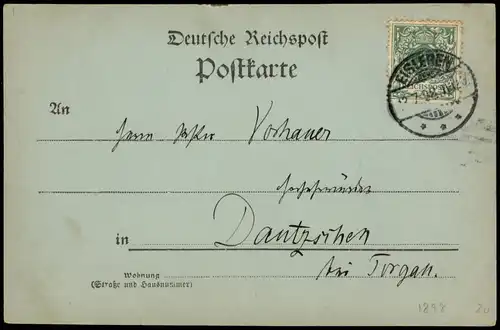 Deutsche Reichspost
Postkarte
EISLEBEN
An
Herrn Vorhauer
in Dautzschen
bei Torgau.
Wohnung
(Straße und Hausnummer)
1898